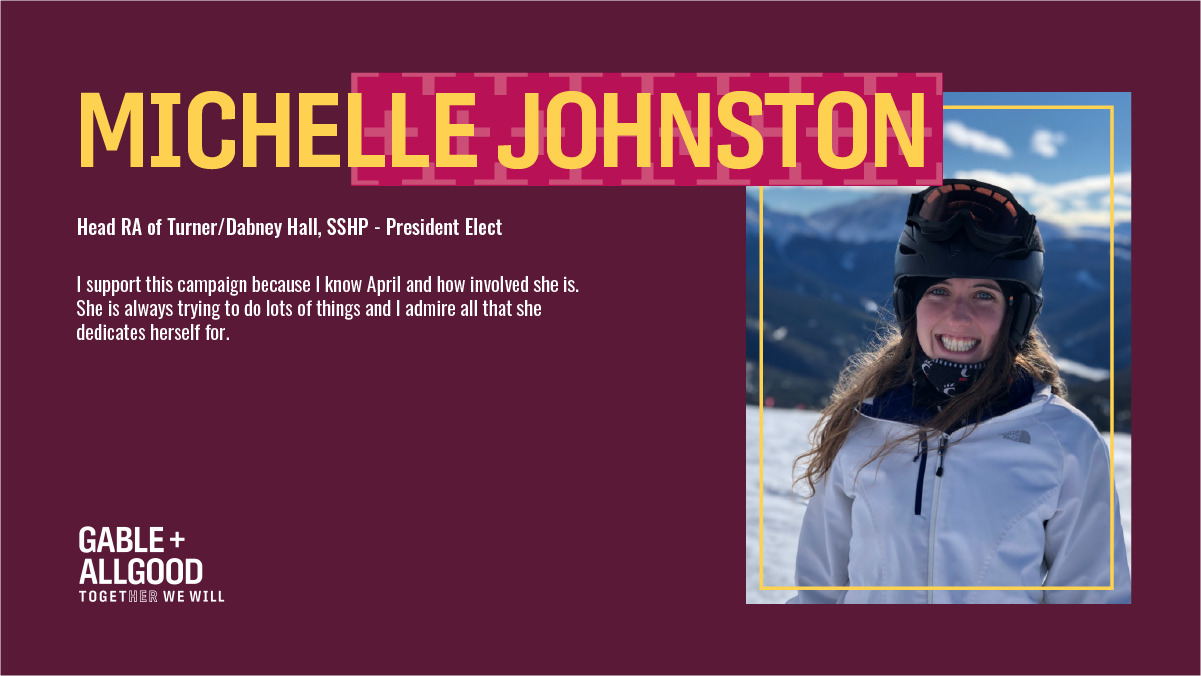 MICHELLE JOHNSTON
Head RA of Turner/Dabney Hall, SSHP - President Elect
I support this campaign because I know April and how involved she is.
She is always trying to do lots of things and I admire all that she
dedicates herself for.
GABLE +
ALLGOOD
TOGETHER WE WILL